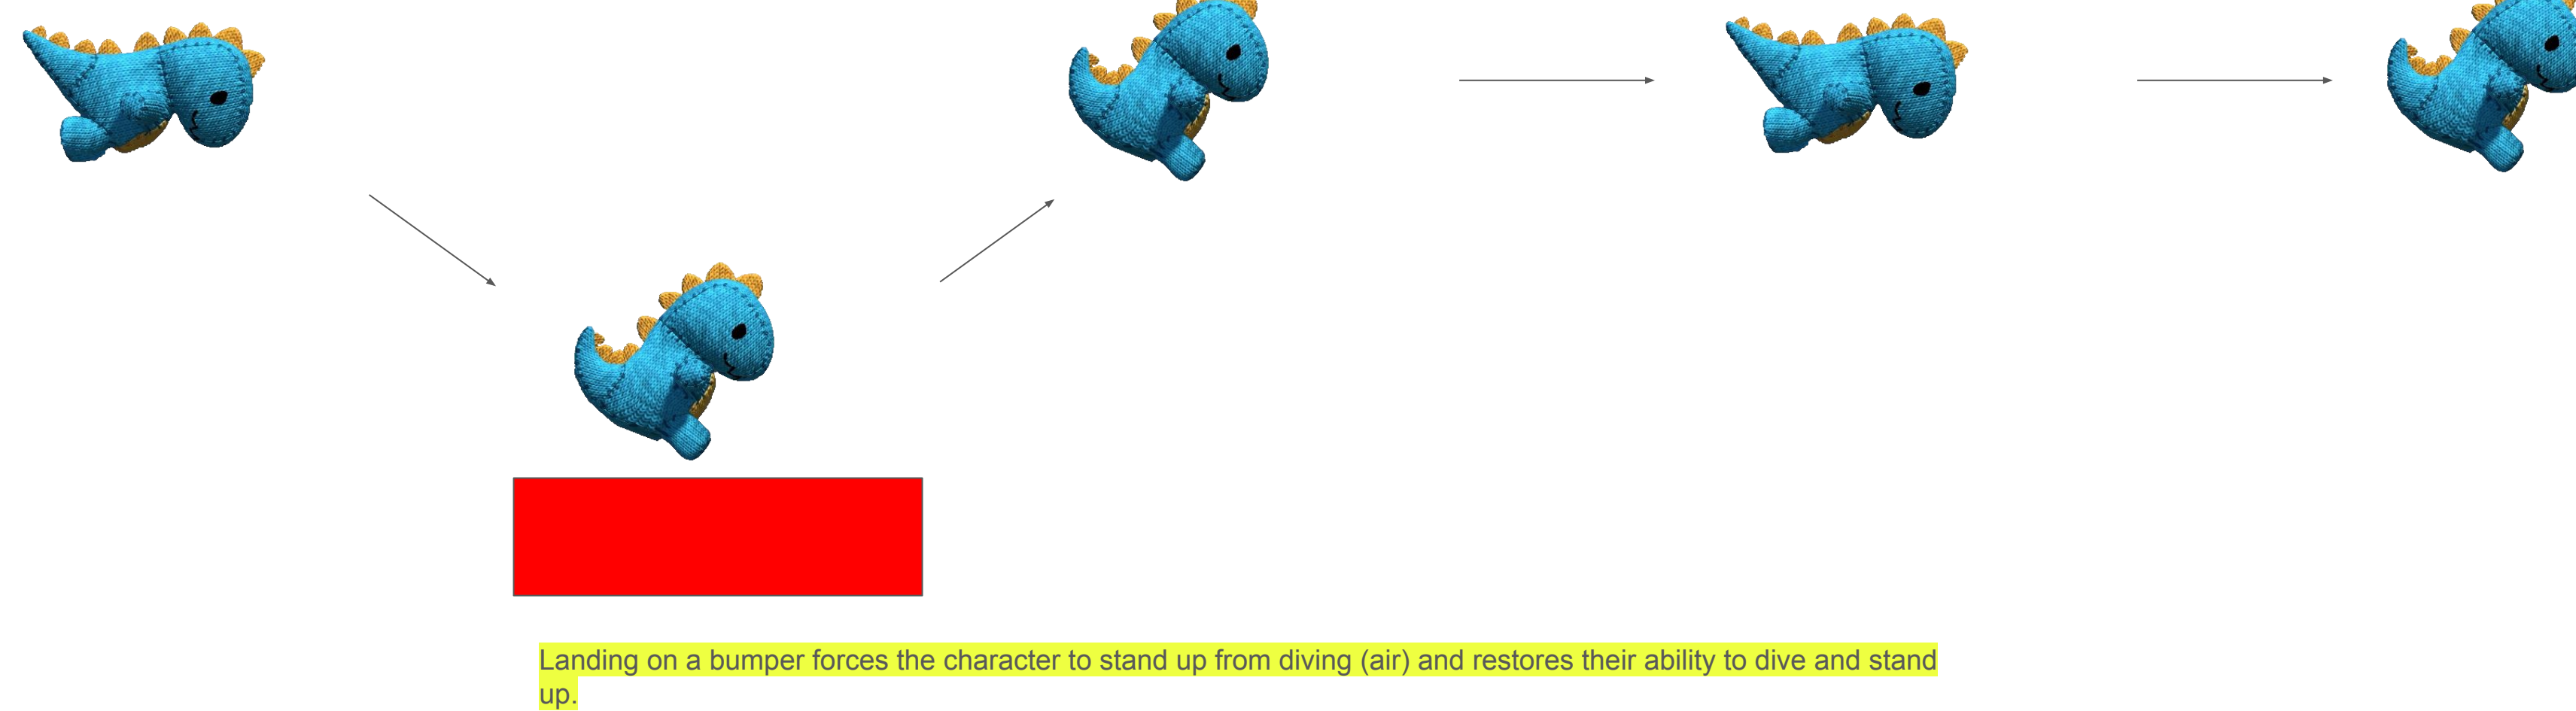 Landing on a bumper forces the character to stand up from diving (air) and restores their ability to dive and stand
up.